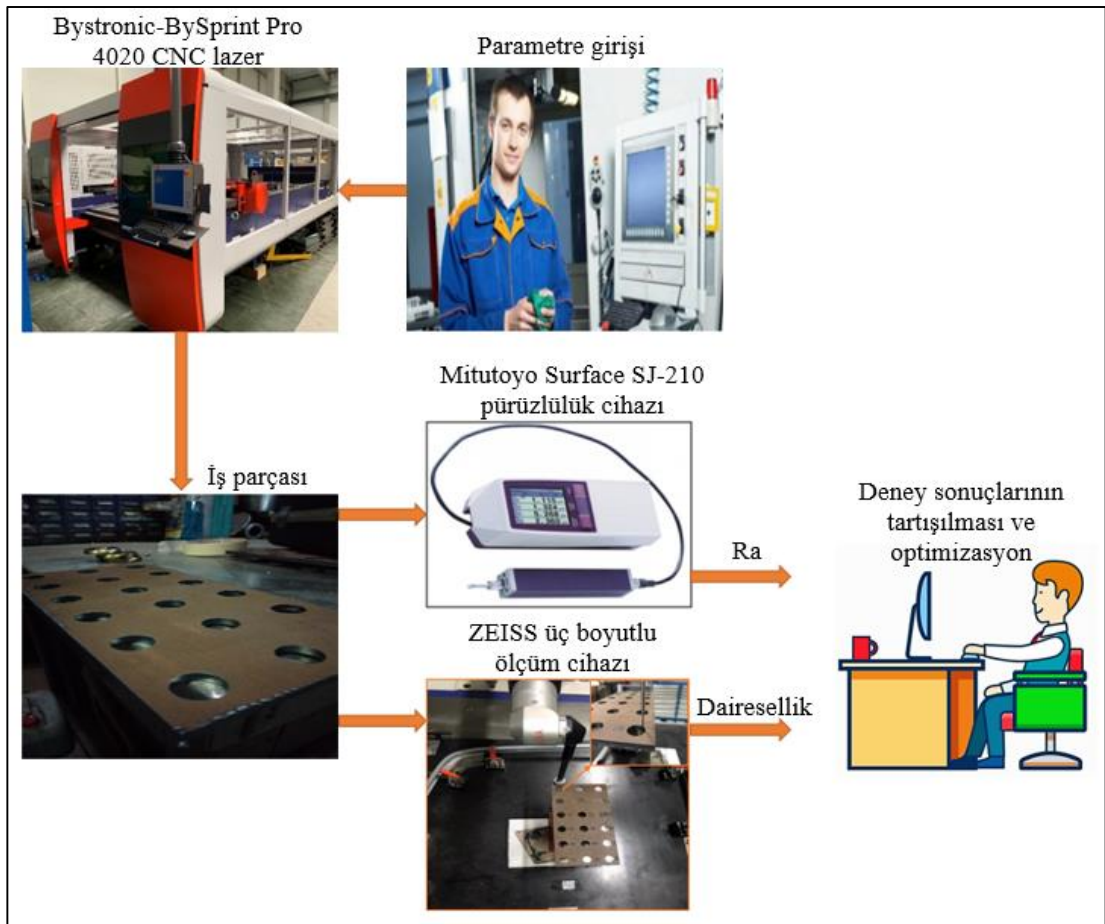 Bystronic-BySprint Pro
4020 CNC lazer
Parametre girişi
Mitutoyo Surface SJ-210
pürüzlülük cihazı
İş parçası
Deney sonuçlarının
tartışılması ve
optimizasyon
Ra
ZEISS üç boyutlu
ölçüm cihazı
Dairesellik